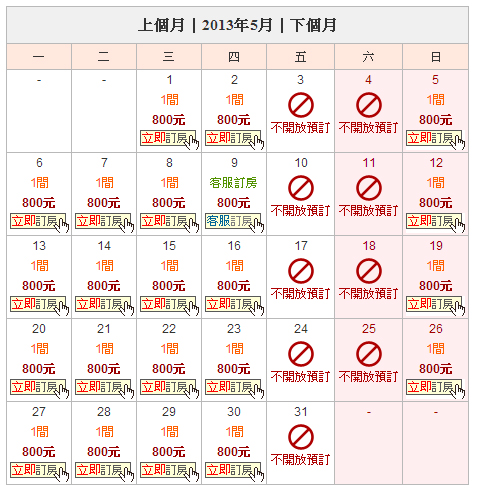 上個月 | 2013年5月 | 下個月
一 二 三 四 五 六 日
- - 1 2 3 4 5
1間 1間 1間
800元 800元 不開放預訂 不開放預訂 800元
立即訂房 立即訂房 立即訂房
6 7 8 9 10 11 12
1間 1間 1間 客服訂房 1間
800元 800元 800元 800元 不開放預訂 不開放預訂 800元
立即訂房 立即訂房 立即訂房 客服訂房 立即訂房
13 14 15 16 17 18 19
1間 1間 1間 1間 1間
800元 800元 800元 800元 不開放預訂 不開放預訂 800元
立即訂房 立即訂房 立即訂房 立即訂房 立即訂房
20 21 22 23 24 25 26
1間 1間 1間 1間 1間
800元 800元 800元 800元 不開放預訂 不開放預訂 800元
立即訂房 立即訂房 立即訂房 立即訂房 立即訂房
27 28 29 30 31 - -
1間 1間 1間 1間
800元 800元 800元 800元 不開放預訂
立即訂房 立即訂房 立即訂房 立即訂房